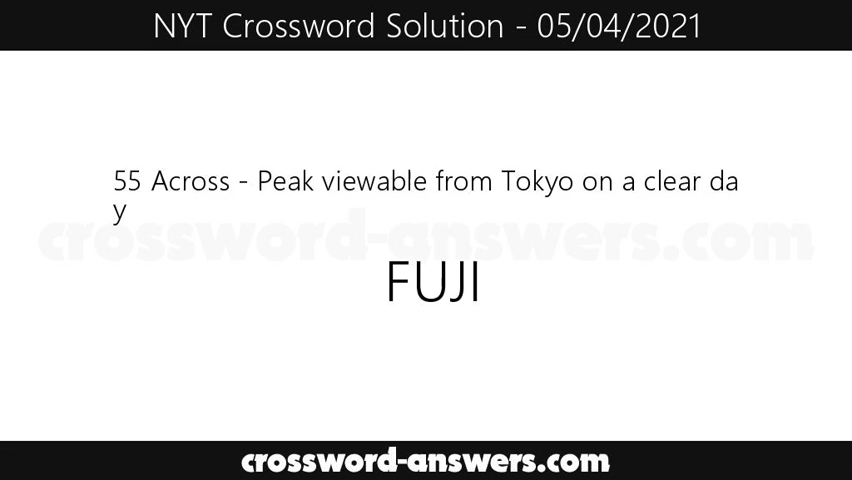 NYT Crossword Solution - 05/04/2021
55 Across - Peak viewable from Tokyo on a clear da
y
crossword-answers.com
FUJI
crossword-answers.com